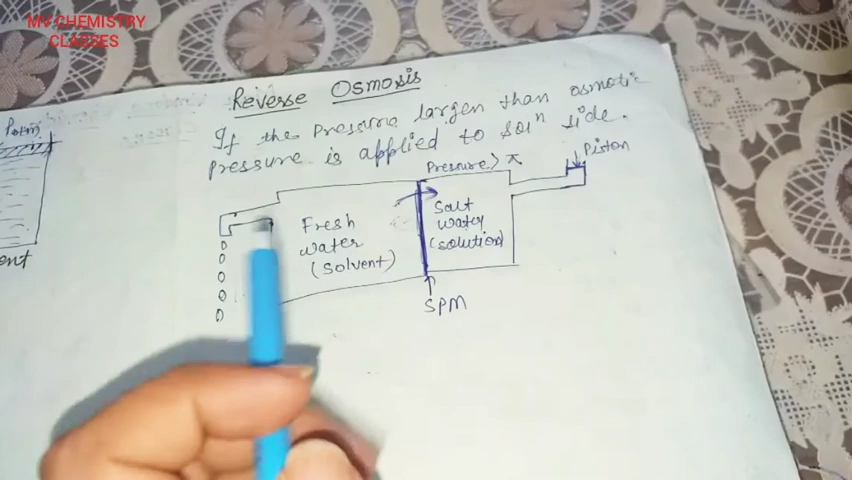 MV CHEMISTRY
CLASSES
Reverse Osmosis
If the pressure larger than osmotic
pressure is applied to solⁿ side.
Pressure > π
Piston
Fresh
water
(solvent)
Salt
water
(solution)
SPM